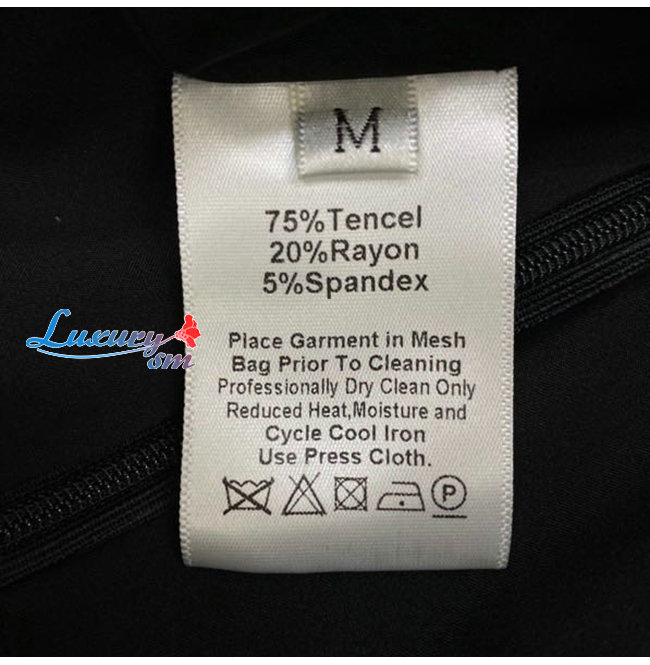 M
75%Tencel
20%Rayon
5%Spandex
Luxury
sm
Place Garment in Mesh
Bag Prior To Cleaning
Professionally Dry Clean Only
Reduced Heat,Moisture and
Cycle Cool Iron
Use Press Cloth.
P